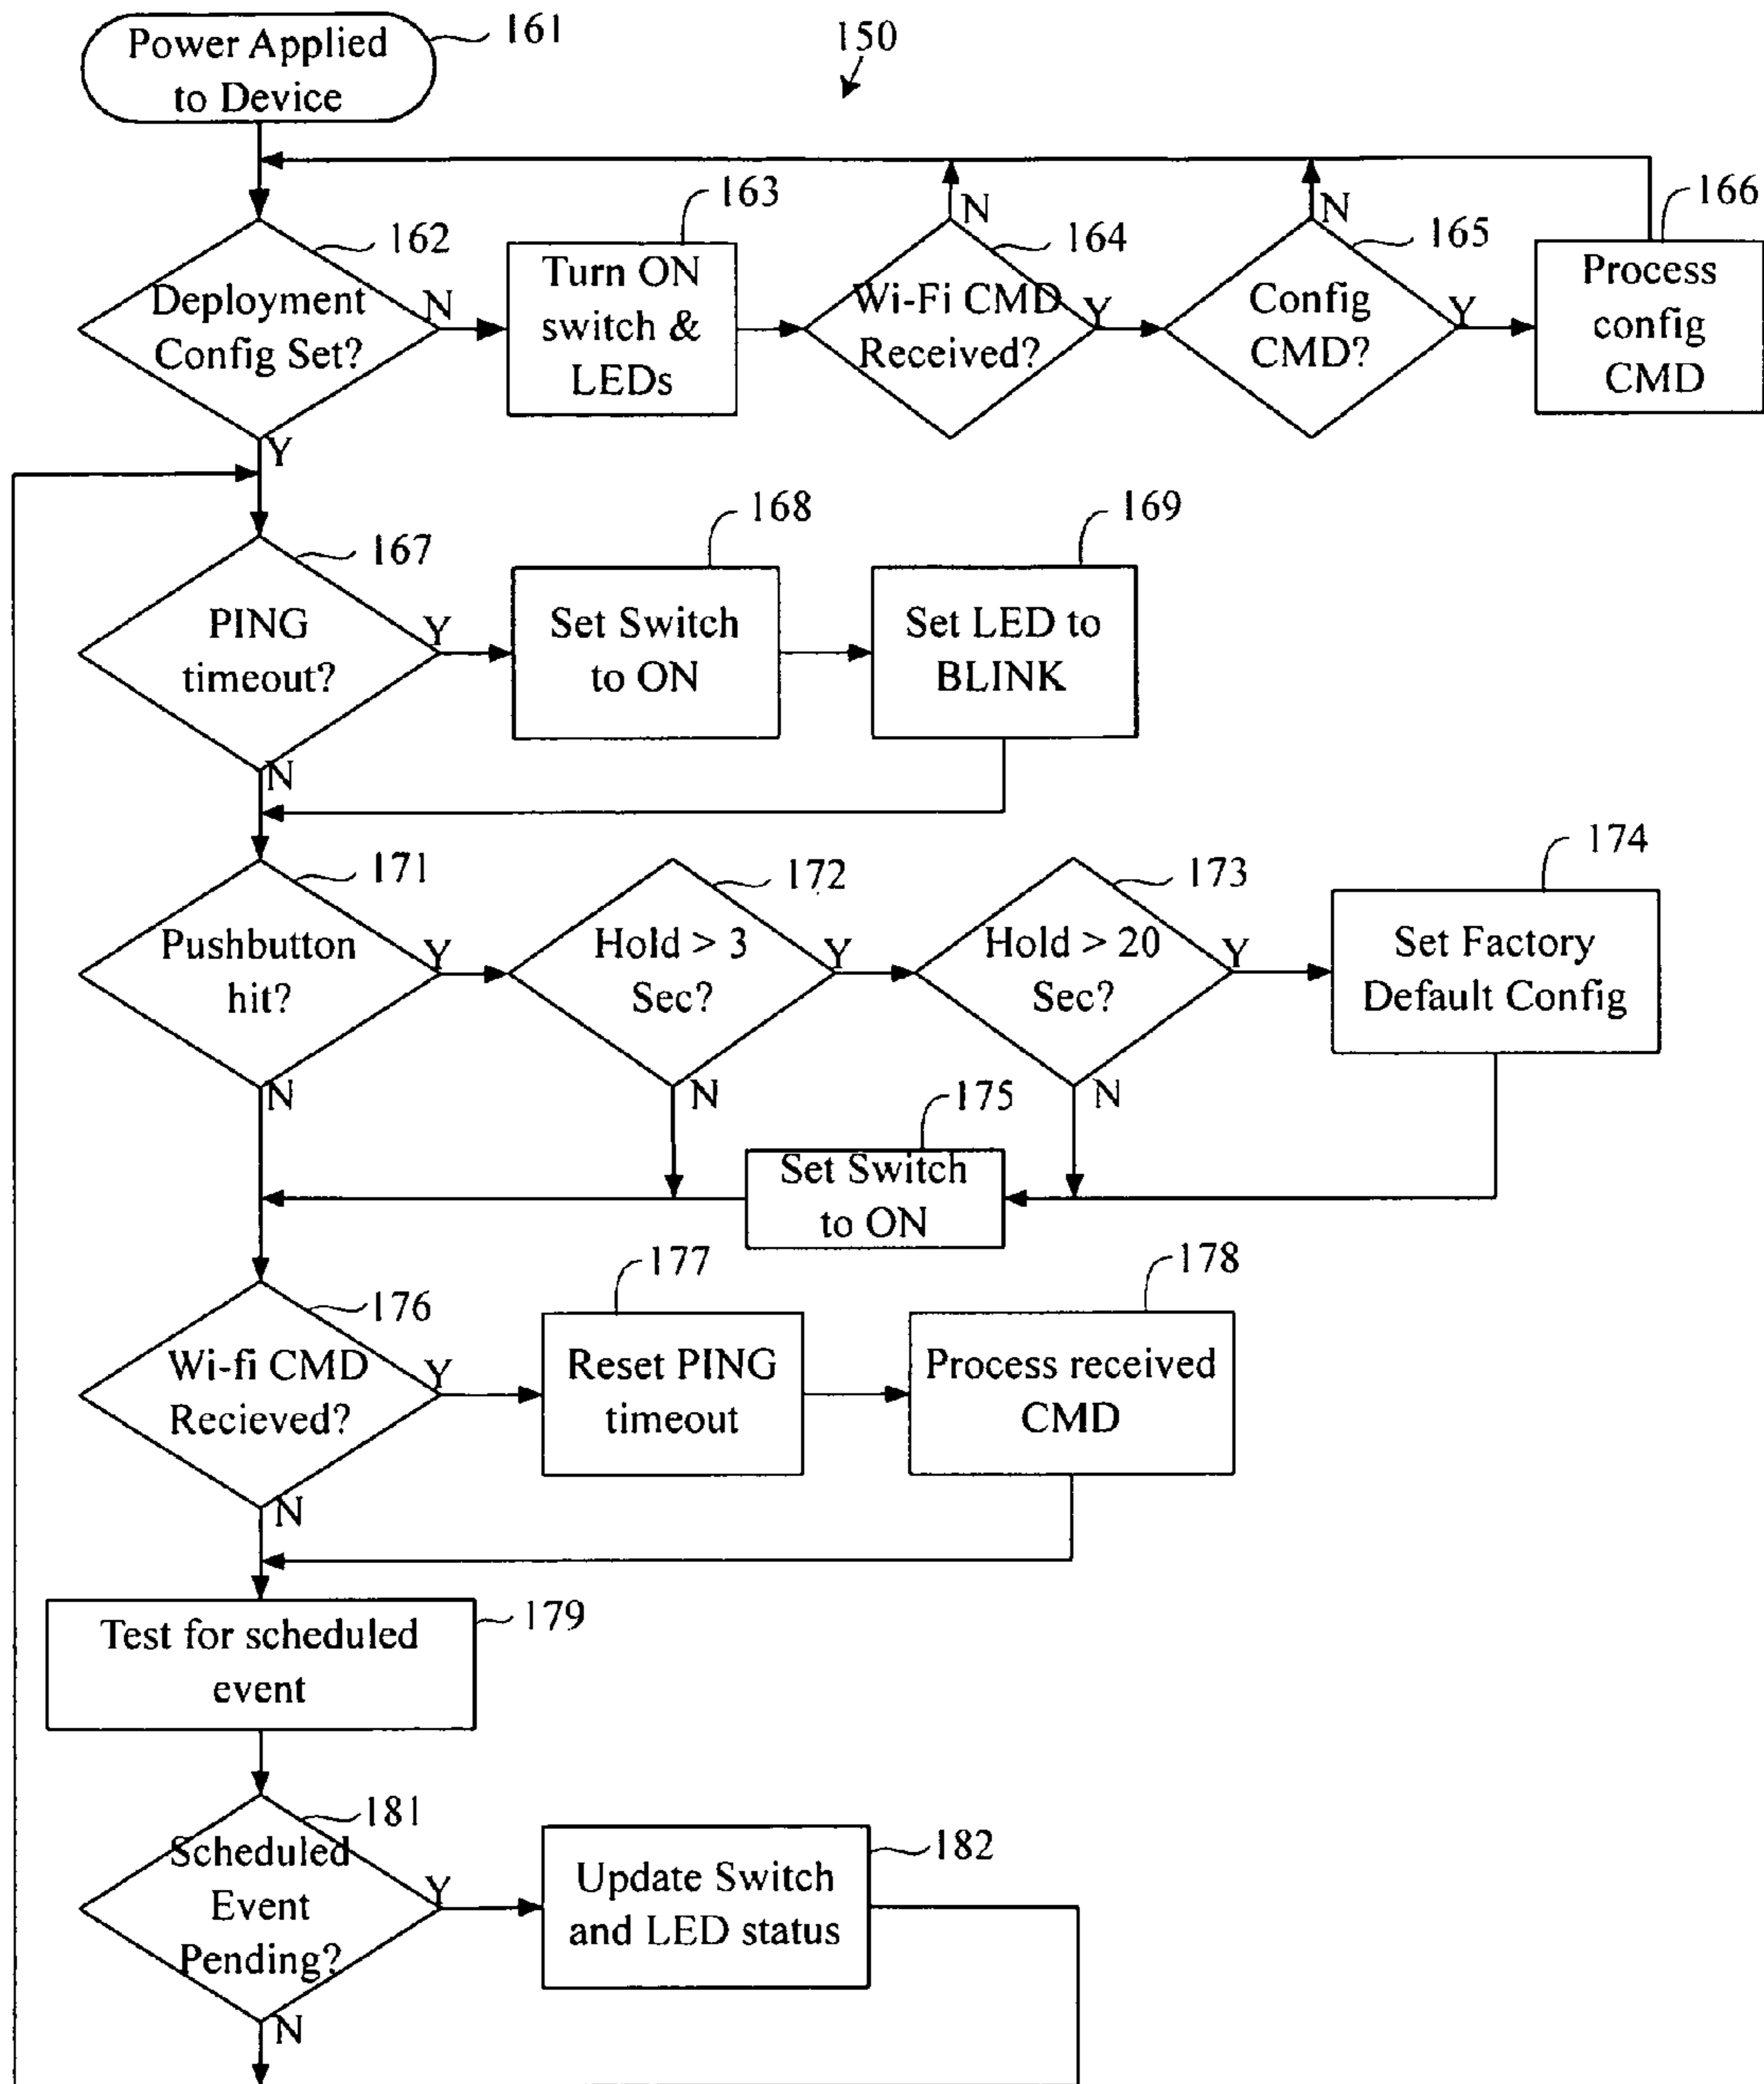 Power Applied
to Device
161
150
162
Deployment
Config Set?
N
Y
163
Turn ON
switch &
LEDs
164
Wi-Fi CMD
Received?
N
Y
165
Config
CMD?
N
Y
166
Process
config
CMD
167
PING
timeout?
Y
N
168
Set Switch
to ON
169
Set LED to
BLINK
171
Pushbutton
hit?
Y
N
172
Hold > 3
Sec?
Y
N
173
Hold > 20
Sec?
Y
N
174
Set Factory
Default Config
175
Set Switch
to ON
176
Wi-fi CMD
Recieved?
Y
N
177
Reset PING
timeout
178
Process received
CMD
179
Test for scheduled
event
181
Scheduled
Event
Pending?
Y
N
182
Update Switch
and LED status